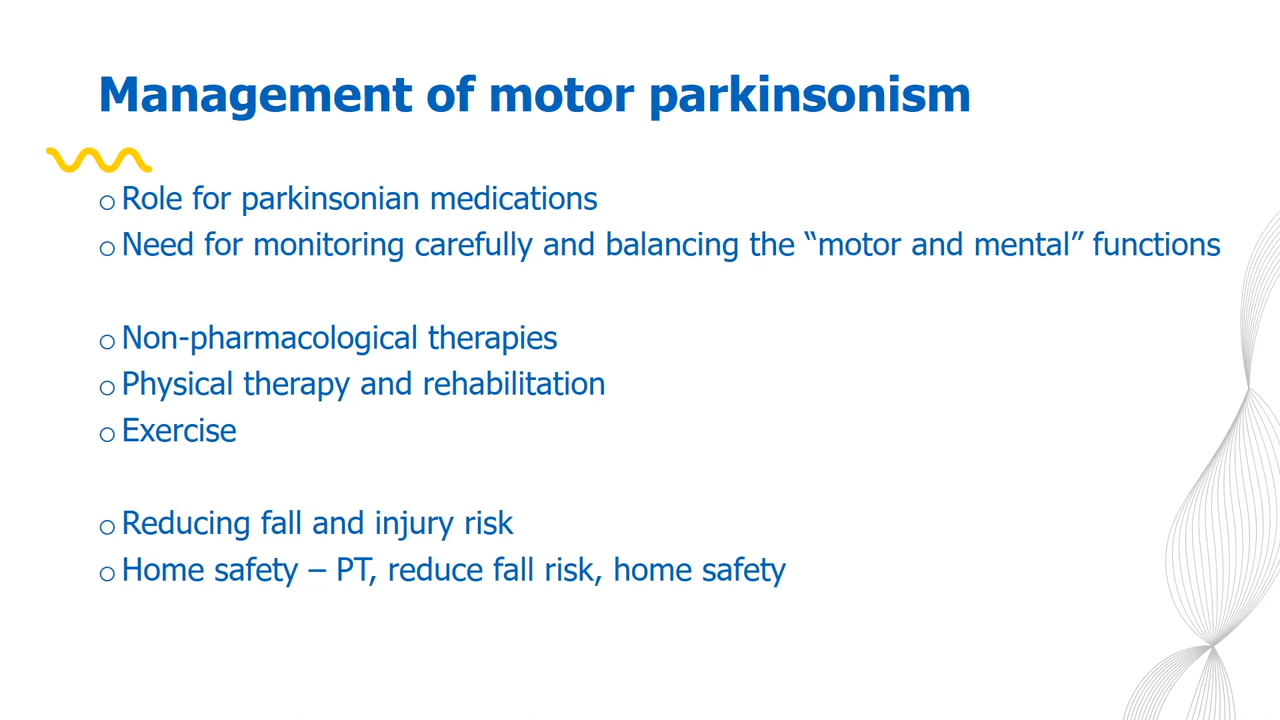 Management of motor parkinsonism
○ Role for parkinsonian medications
○ Need for monitoring carefully and balancing the “motor and mental” functions
○ Non-pharmacological therapies
○ Physical therapy and rehabilitation
○ Exercise
○ Reducing fall and injury risk
○ Home safety – PT, reduce fall risk, home safety